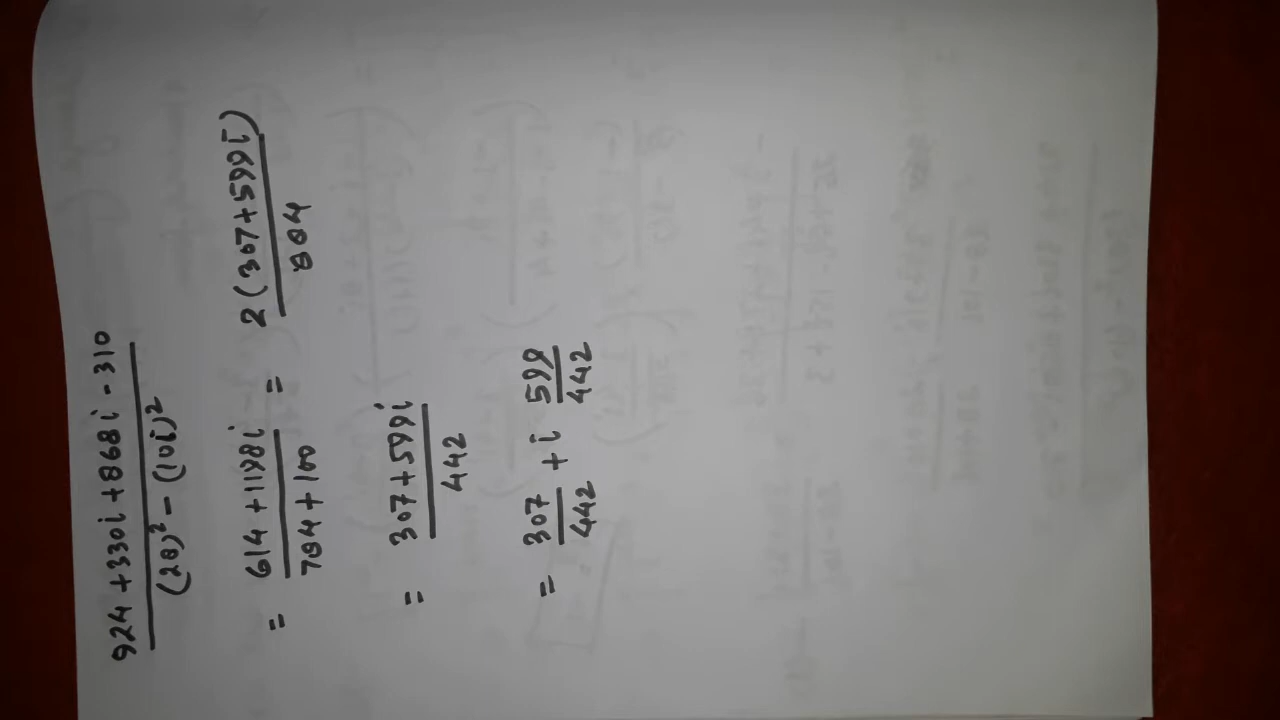 924 + 330i + 868i - 310 / (28)² - (10i)²
= 614 + 1198i / 784 + 100 = 2(307 + 599i) / 884
= 307 + 599i / 442
= 307/442 + i 599/442